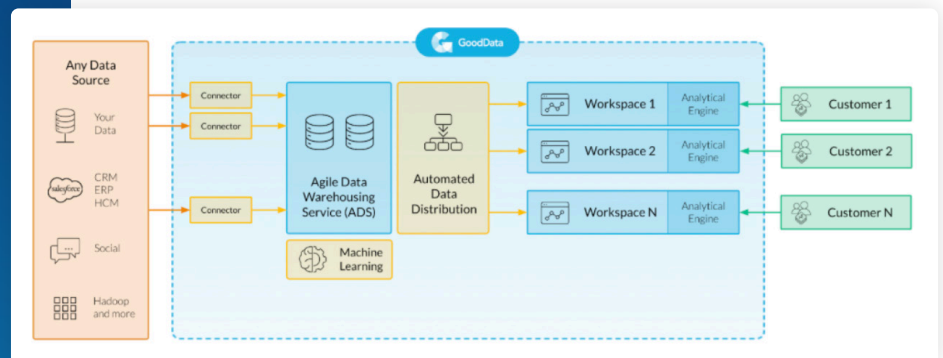 GoodData
Any Data
Source
Your
Data
salesforce
CRM
ERP
HCM
Social
Hadoop
and more
Connector
Connector
Connector
Agile Data
Warehousing
Service (ADS)
Machine
Learning
Automated
Data
Distribution
Workspace 1
Analytical
Engine
Workspace 2
Analytical
Engine
Workspace N
Analytical
Engine
Customer 1
Customer 2
Customer N